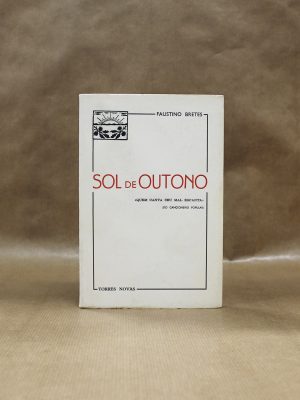 FAUSTINO BRETES
SOL DE OUTONO
«QUEM CANTA SEU MAL ESPANTA»
(DO CANCIONEIRO POPULAR)
TORRES NOVAS